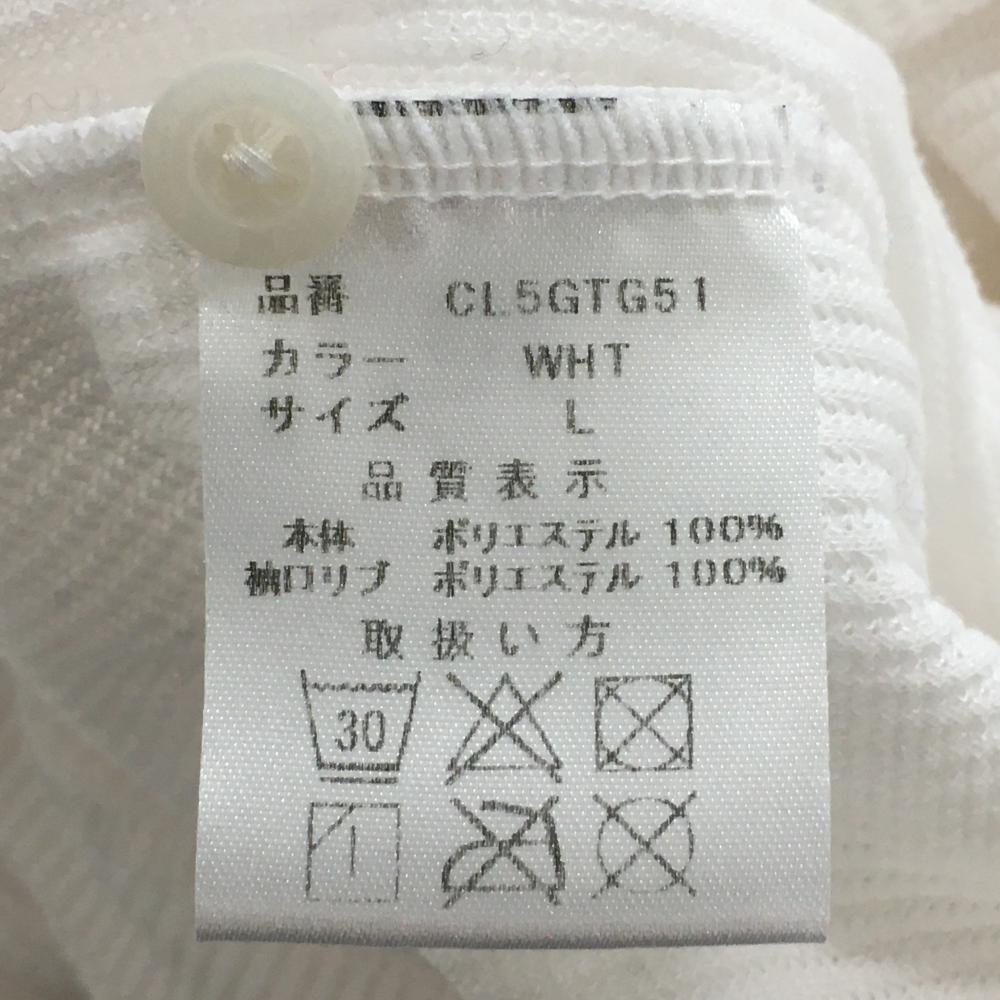 品番 CL5GTG51
カラー WHT
サイズ L
品質表示
本体 ポリエステル 100%
袖口リブ ポリエステル 100%
取扱い方
30